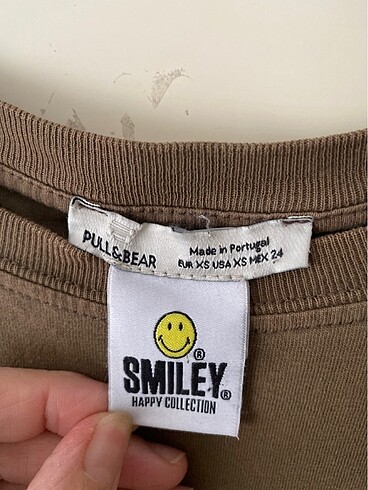 PULL&BEAR
Made in Portugal
EUR XS USA XS MEX 24
®
SMILEY®
HAPPY COLLECTION